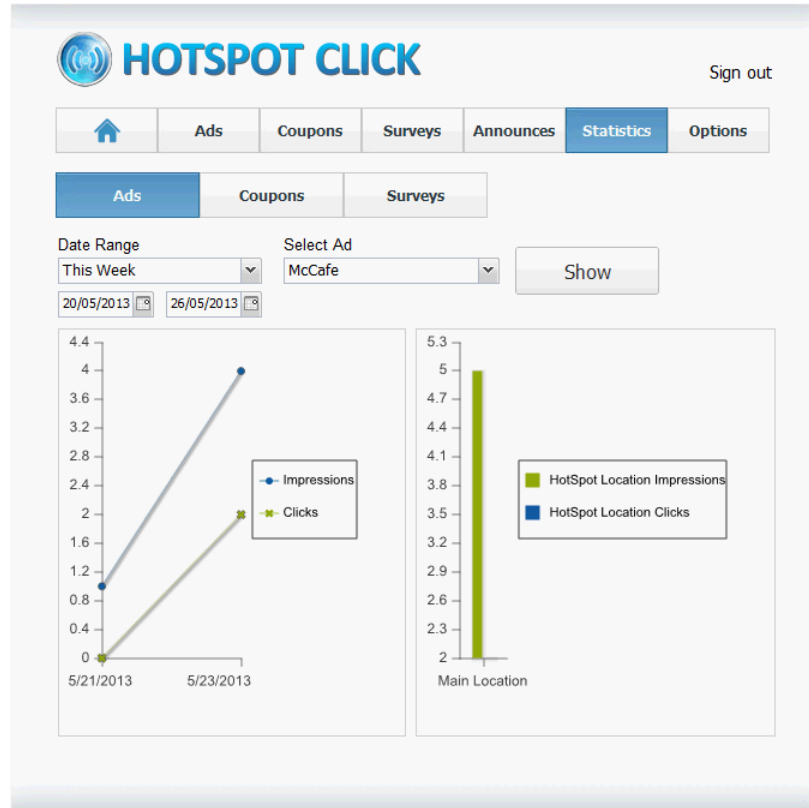 HOTSPOT CLICK
Sign out
Ads Coupons Surveys Announces Statistics Options
Ads Coupons Surveys
Date Range Select Ad
This Week McCafe Show
20/05/2013 26/05/2013
4.4
4
3.6
3.2
2.8
2.4
2
1.6
1.2
0.8
0.4
0
5/21/2013 5/23/2013
Impressions
Clicks
5.3
5
4.7
4.4
4.1
3.8
3.5
3.2
2.9
2.6
2.3
2
Main Location
HotSpot Location Impressions
HotSpot Location Clicks